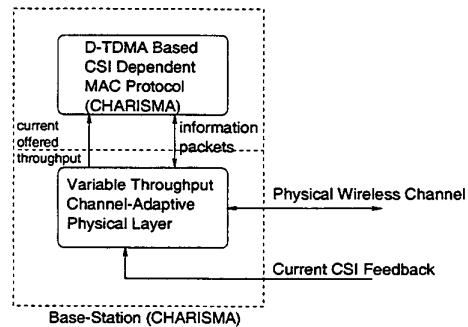 D-TDMA Based
CSI Dependent
MAC Protocol
(CHARISMA)
current
offered
throughput
information
packets
Variable Throughput
Channel-Adaptive
Physical Layer
Physical Wireless Channel
Current CSI Feedback
Base-Station (CHARISMA)